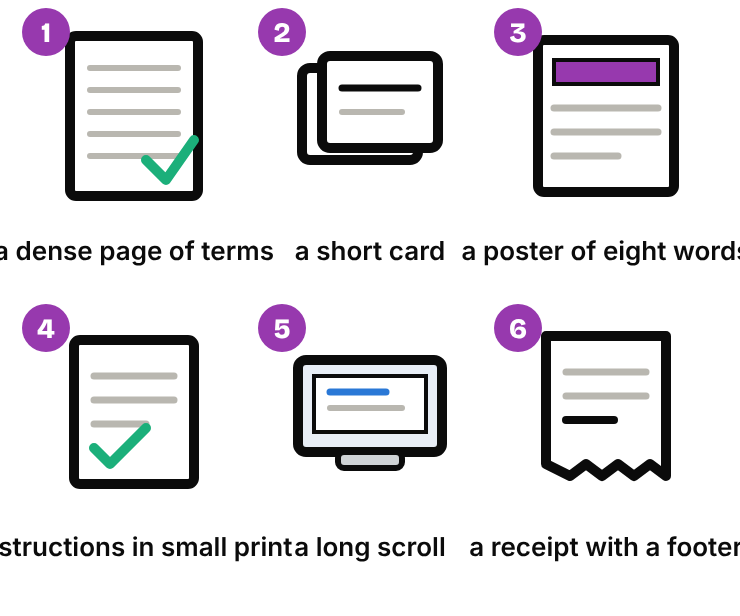 1
2
3
a dense page of terms
a short card
a poster of eight words
4
5
6
structions in small print
a long scroll
a receipt with a footer